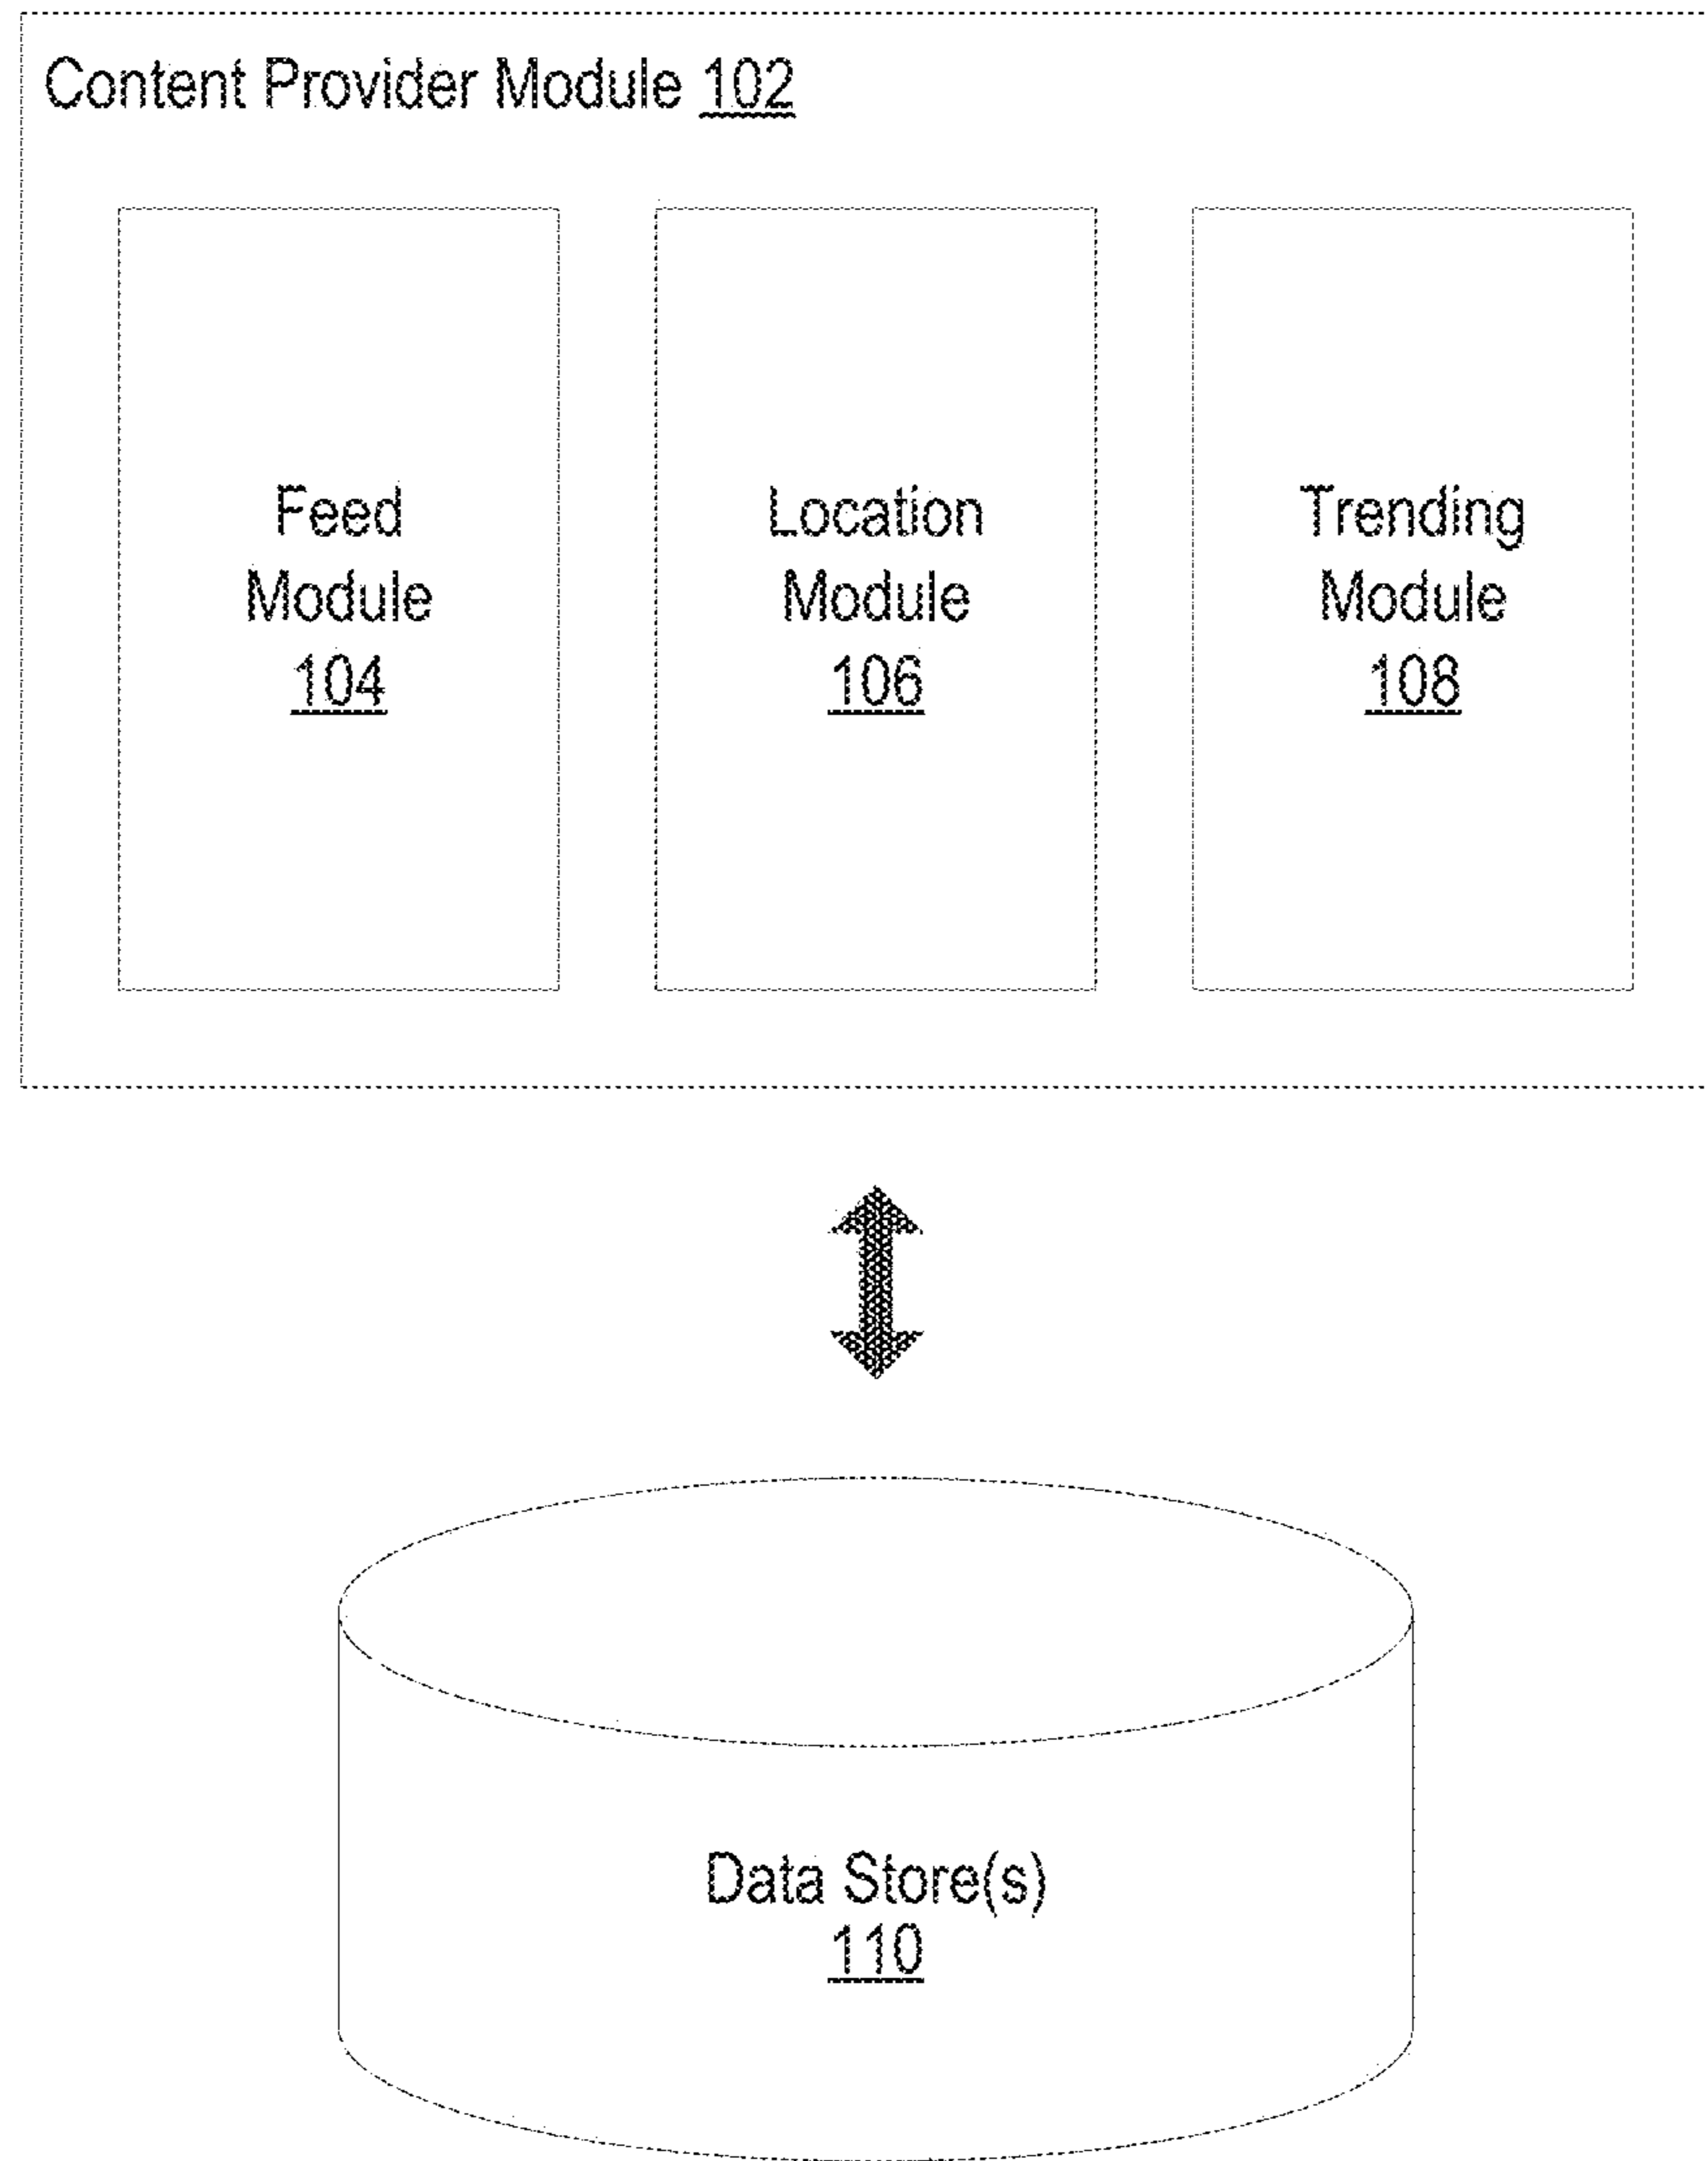 Content Provider Module 102
Feed
Module
104
Location
Module
106
Trending
Module
108
Data Store(s)
110